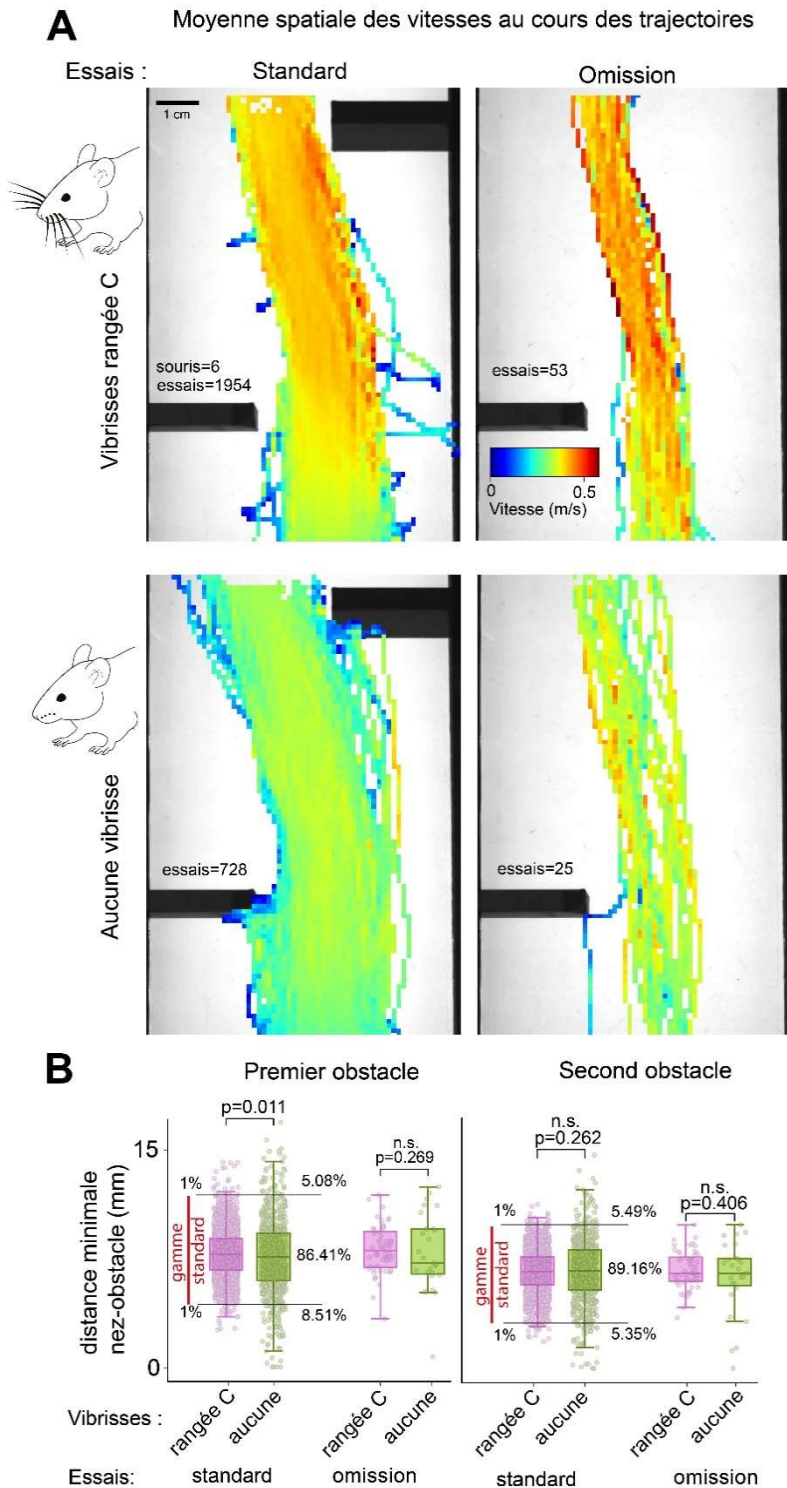 A
Moyenne spatiale des vitesses au cours des trajectoires
Essais :
Standard
Omission
1 cm
Vibrisses rangée C
souris=6
essais=1954
essais=53
0
0.5
Vitesse (m/s)
Aucune vibrisse
essais=728
essais=25
B
Premier obstacle
Second obstacle
distance minimale
nez-obstacle (mm)
15
0
p=0.011
1%
5.08%
gamme
standard
86.41%
1%
8.51%
n.s.
p=0.269
n.s.
p=0.262
1%
5.49%
gamme
standard
89.16%
1%
5.35%
n.s.
p=0.406
Vibrisses :
rangée C
aucune
rangée C
aucune
rangée C
aucune
rangée C
aucune
Essais:
standard
omission
standard
omission